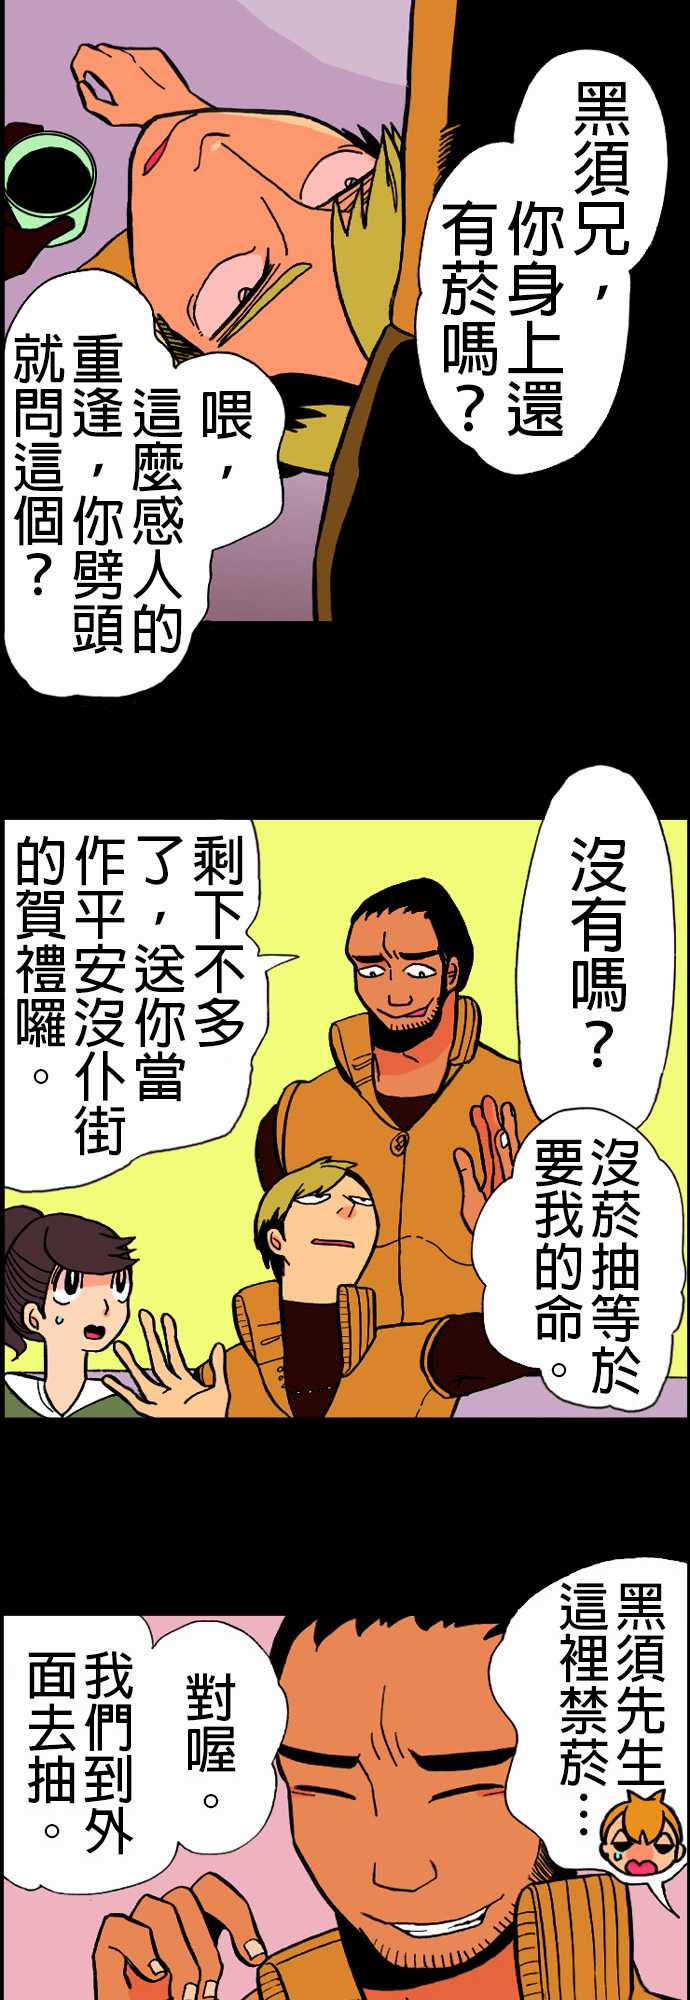 黑須兄，
你身上還
有菸嗎？
喂，
這麼感人的
重逢，你劈頭
就問這個？
沒有嗎？
沒菸抽等於
要我的命。
剩下不多
了，送你當
作平安沒仆街
的賀禮囉。
黑須先生
這裡禁菸…
對喔。
我們到外
面去抽。